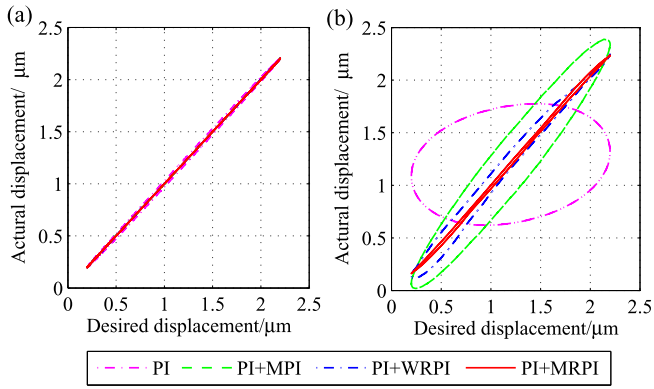 (a)
(b)
Actural displacement/ μm
2.5
2
1.5
1
0.5
0
0 0.5 1 1.5 2 2.5
Desired displacement/μm
Actural displacement/ μm
2.5
2
1.5
1
0.5
0
0 0.5 1 1.5 2 2.5
Desired displacement/μm
PI PI+MPI PI+WRPI PI+MRPI